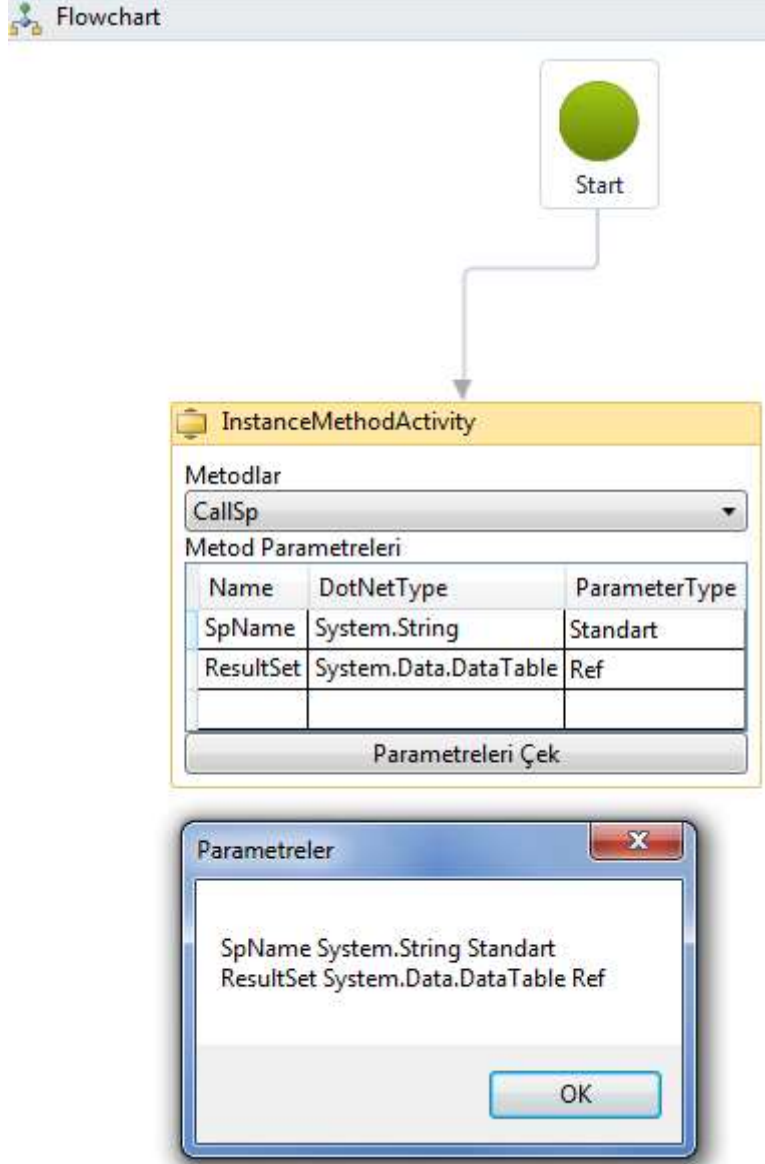 Flowchart
Start
InstanceMethodActivity
Metodlar
CallSp
Metod Parametreleri
Name DotNetType ParameterType
SpName System.String Standart
ResultSet System.Data.DataTable Ref
Parametreleri Çek
Parametreler
SpName System.String Standart
ResultSet System.Data.DataTable Ref
OK